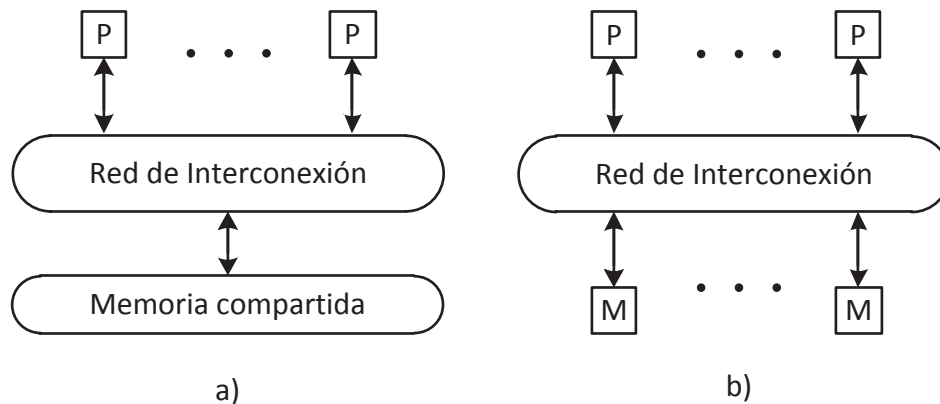 P P
Red de Interconexión
Memoria compartida
a)
P P
Red de Interconexión
M M
b)